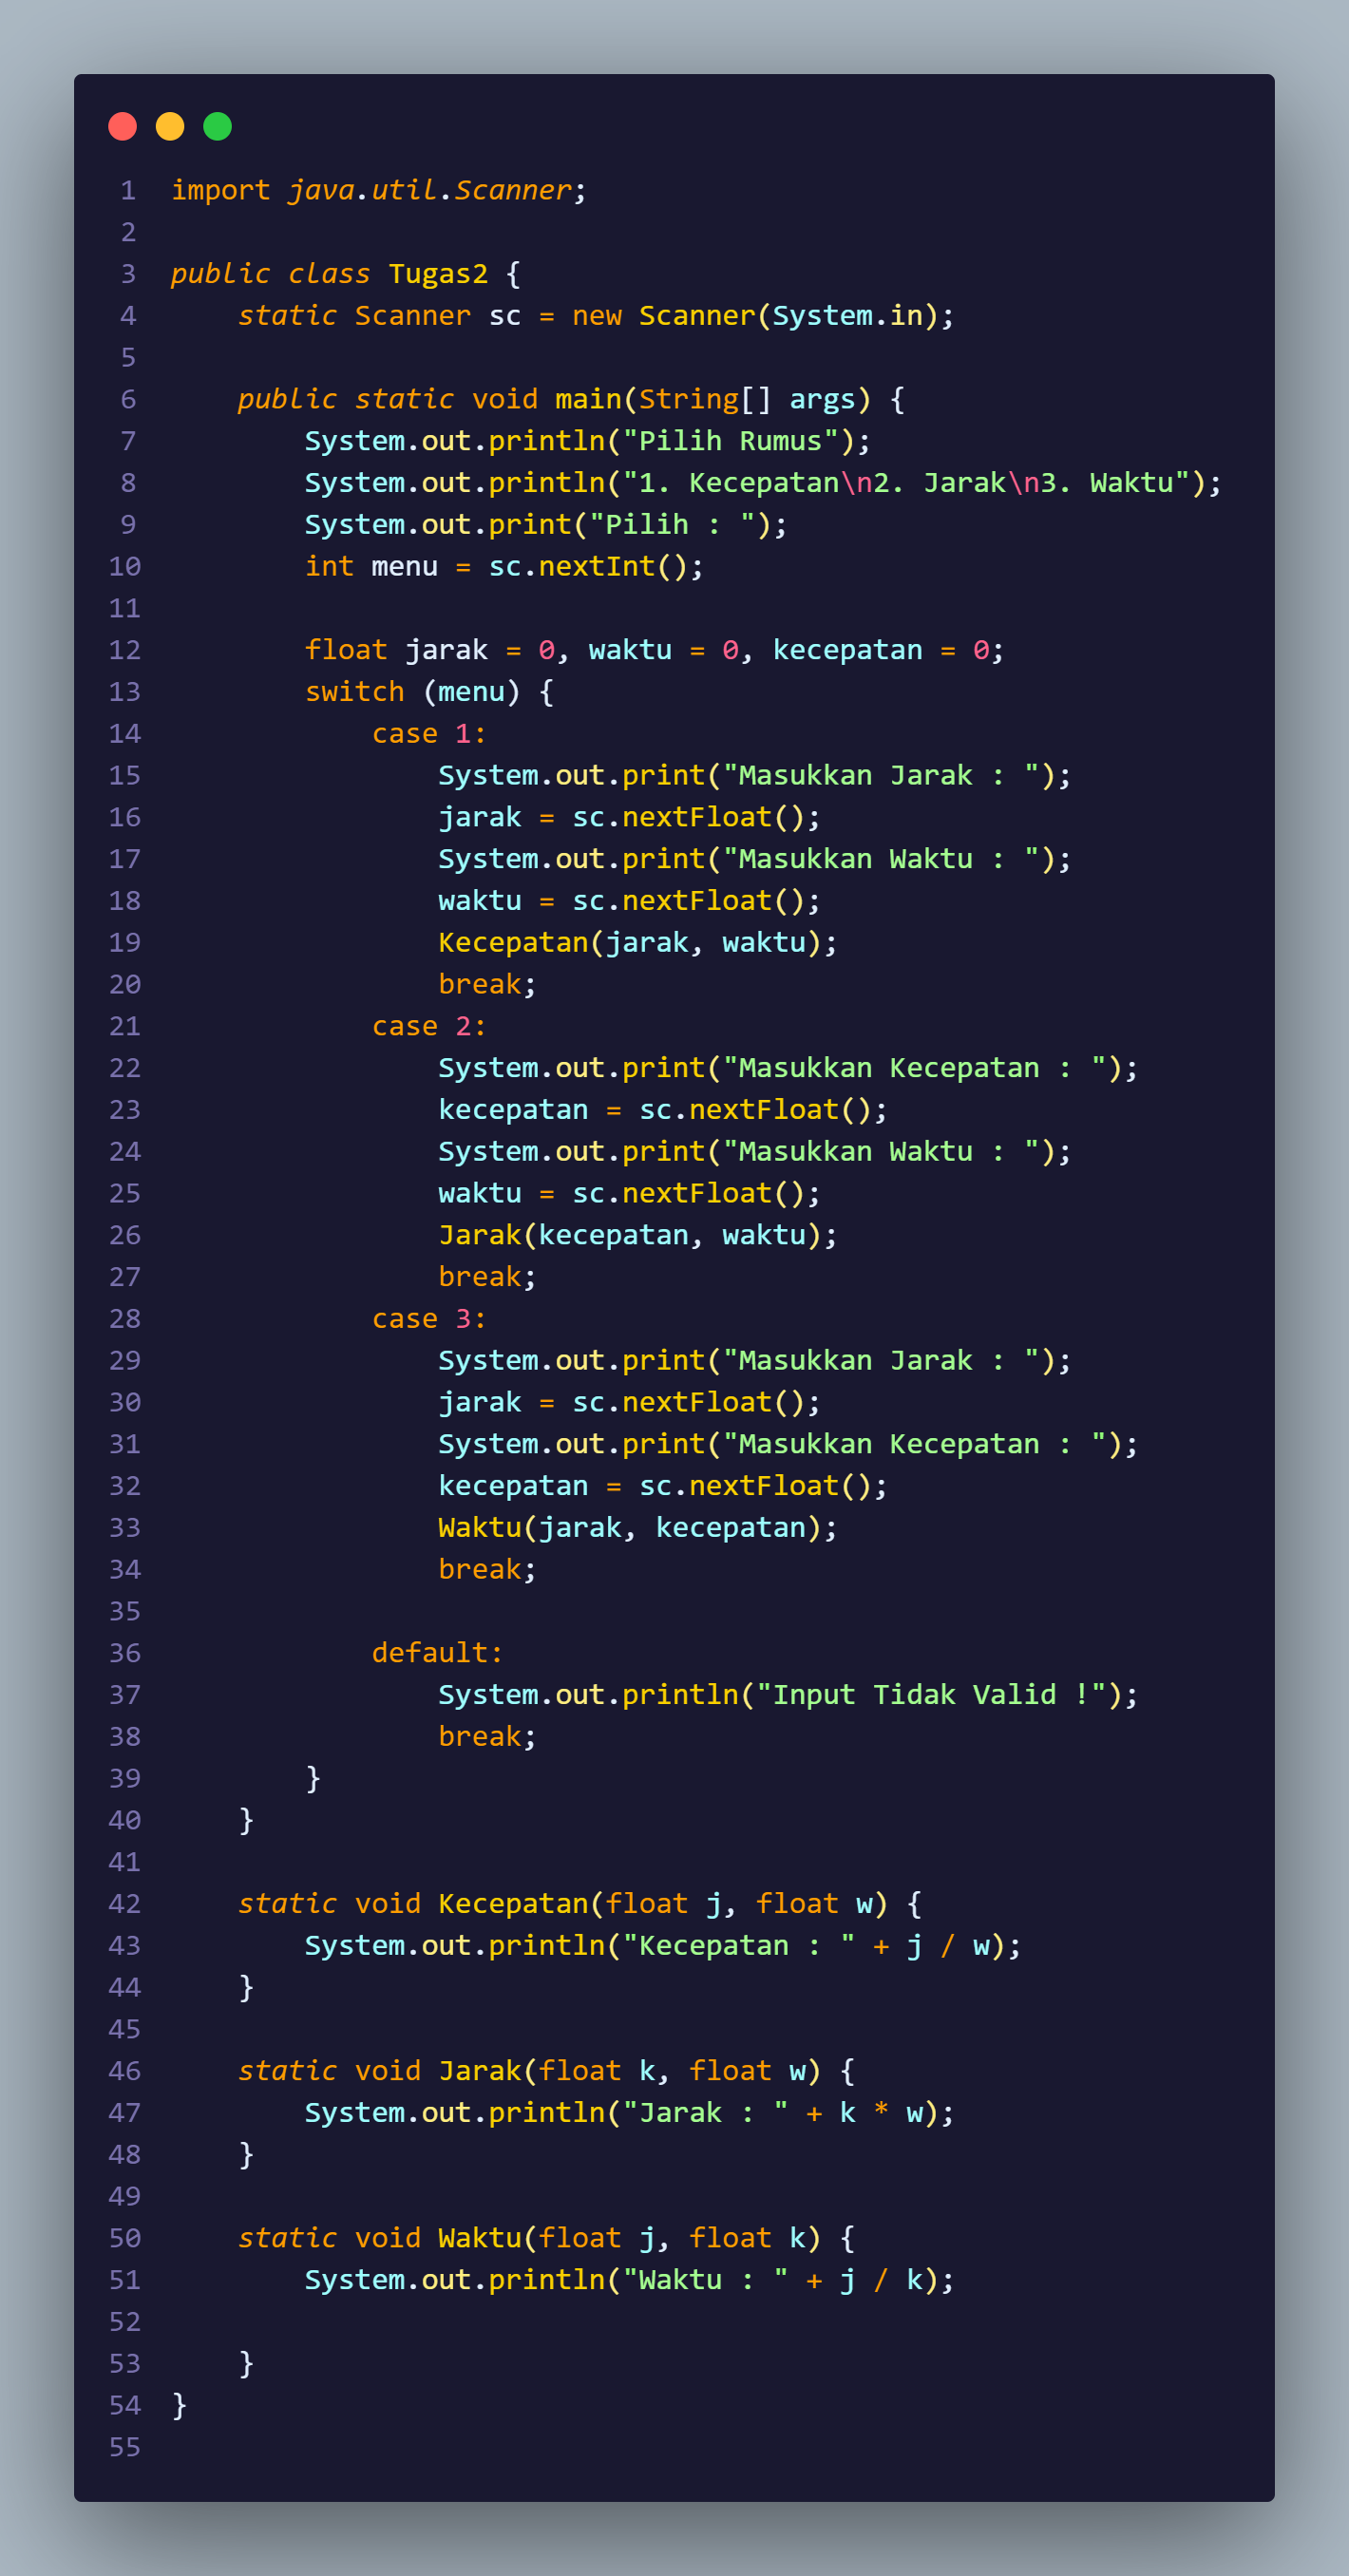 1 import java.util.Scanner;
2
3 public class Tugas2 {
4     static Scanner sc = new Scanner(System.in);
5
6     public static void main(String[] args) {
7         System.out.println("Pilih Rumus");
8         System.out.println("1. Kecepatan\n2. Jarak\n3. Waktu");
9         System.out.print("Pilih : ");
10         int menu = sc.nextInt();
11
12         float jarak = 0, waktu = 0, kecepatan = 0;
13         switch (menu) {
14             case 1:
15                 System.out.print("Masukkan Jarak : ");
16                 jarak = sc.nextFloat();
17                 System.out.print("Masukkan Waktu : ");
18                 waktu = sc.nextFloat();
19                 Kecepatan(jarak, waktu);
20                 break;
21             case 2:
22                 System.out.print("Masukkan Kecepatan : ");
23                 kecepatan = sc.nextFloat();
24                 System.out.print("Masukkan Waktu : ");
25                 waktu = sc.nextFloat();
26                 Jarak(kecepatan, waktu);
27                 break;
28             case 3:
29                 System.out.print("Masukkan Jarak : ");
30                 jarak = sc.nextFloat();
31                 System.out.print("Masukkan Kecepatan : ");
32                 kecepatan = sc.nextFloat();
33                 Waktu(jarak, kecepatan);
34                 break;
35
36             default:
37                 System.out.println("Input Tidak Valid !");
38                 break;
39         }
40     }
41
42     static void Kecepatan(float j, float w) {
43         System.out.println("Kecepatan : " + j / w);
44     }
45
46     static void Jarak(float k, float w) {
47         System.out.println("Jarak : " + k * w);
48     }
49
50     static void Waktu(float j, float k) {
51         System.out.println("Waktu : " + j / k);
52
53     }
54 }
55